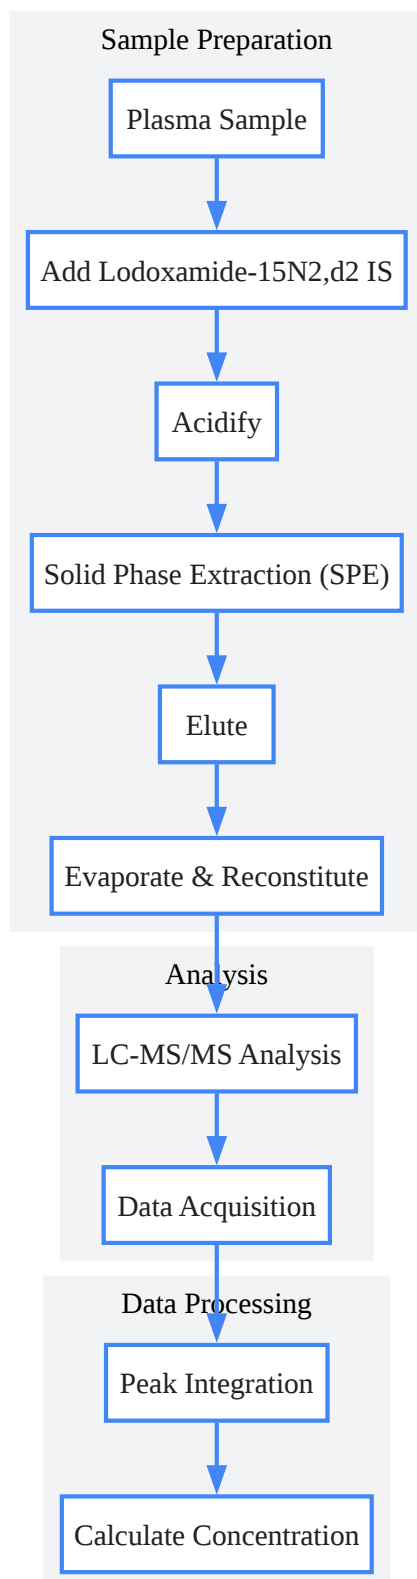 Sample Preparation
Plasma Sample
Add Lodoxamide-15N2,d2 IS
Acidify
Solid Phase Extraction (SPE)
Elute
Evaporate & Reconstitute
Analysis
LC-MS/MS Analysis
Data Acquisition
Data Processing
Peak Integration
Calculate Concentration